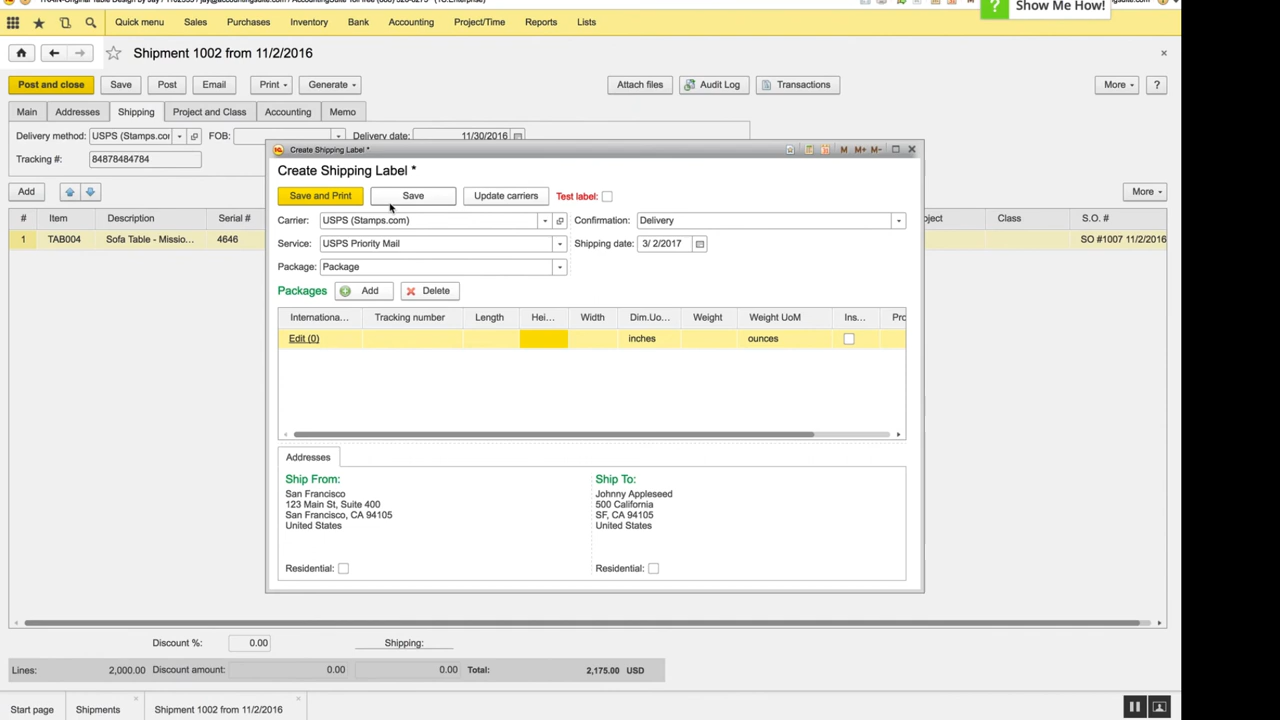 Show Me How!
Quick menu Sales Purchases Inventory Bank Accounting Project/Time Reports Lists
Shipment 1002 from 11/2/2016
Post and close Save Post Email Print Generate Attach files Audit Log Transactions More ?
Main Addresses Shipping Project and Class Accounting Memo
Delivery method: USPS (Stamps.cor FOB: Delivery date: 11/30/2016
Tracking #: 84878484784
Add More
# Item Description Serial # oject Class S.O. #
1 TAB004 Sofa Table - Missio... 4646 SO #1007 11/2/2016
Create Shipping Label * M M+ M-
Create Shipping Label *
Save and Print Save Update carriers Test label:
Carrier: USPS (Stamps.com) Confirmation: Delivery
Service: USPS Priority Mail Shipping date: 3/ 2/2017
Package: Package
Packages Add Delete
Internationa... Tracking number Length Hei... Width Dim.Uo... Weight Weight UoM Ins... Pro
Edit (0) inches ounces
Addresses
Ship From: Ship To:
San Francisco Johnny Appleseed
123 Main St, Suite 400 500 California
San Francisco, CA 94105 SF, CA 94105
United States United States
Residential: Residential:
Discount %: 0.00 Shipping:
Lines: 2,000.00 Discount amount: 0.00 0.00 Total: 2,175.00 USD
Start page Shipments Shipment 1002 from 11/2/2016